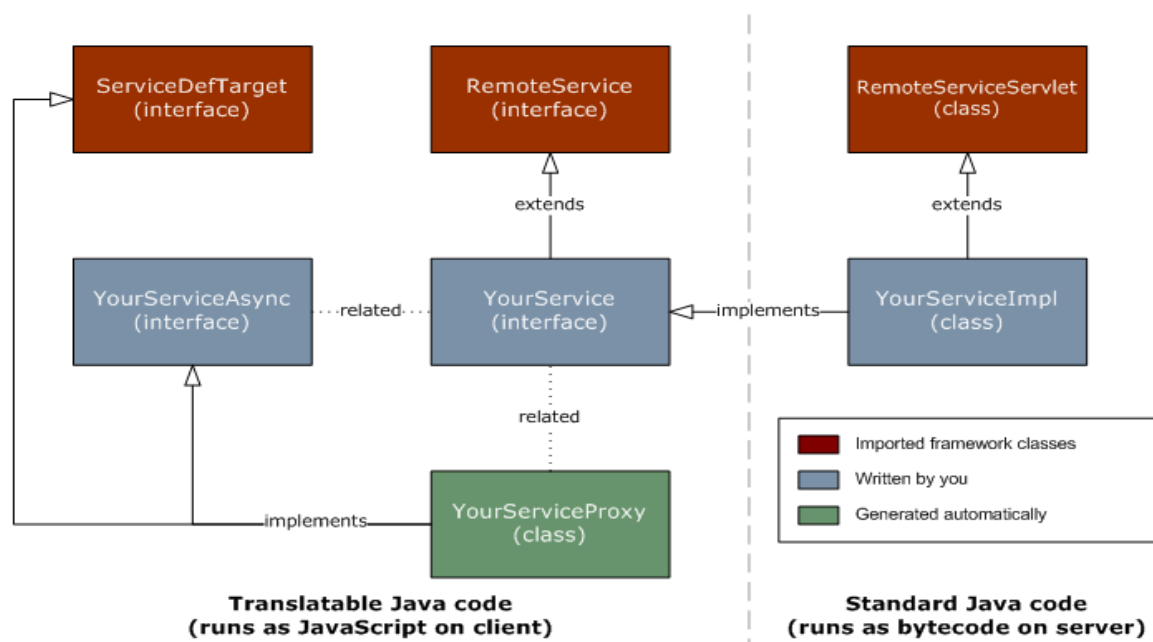 ServiceDefTarget
(interface)
RemoteService
(interface)
RemoteServiceServlet
(class)
extends
extends
YourServiceAsync
(interface)
related
YourService
(interface)
implements
YourServiceImpl
(class)
related
Imported framework classes
Written by you
Generated automatically
implements
YourServiceProxy
(class)
Translatable Java code
(runs as JavaScript on client)
Standard Java code
(runs as bytecode on server)